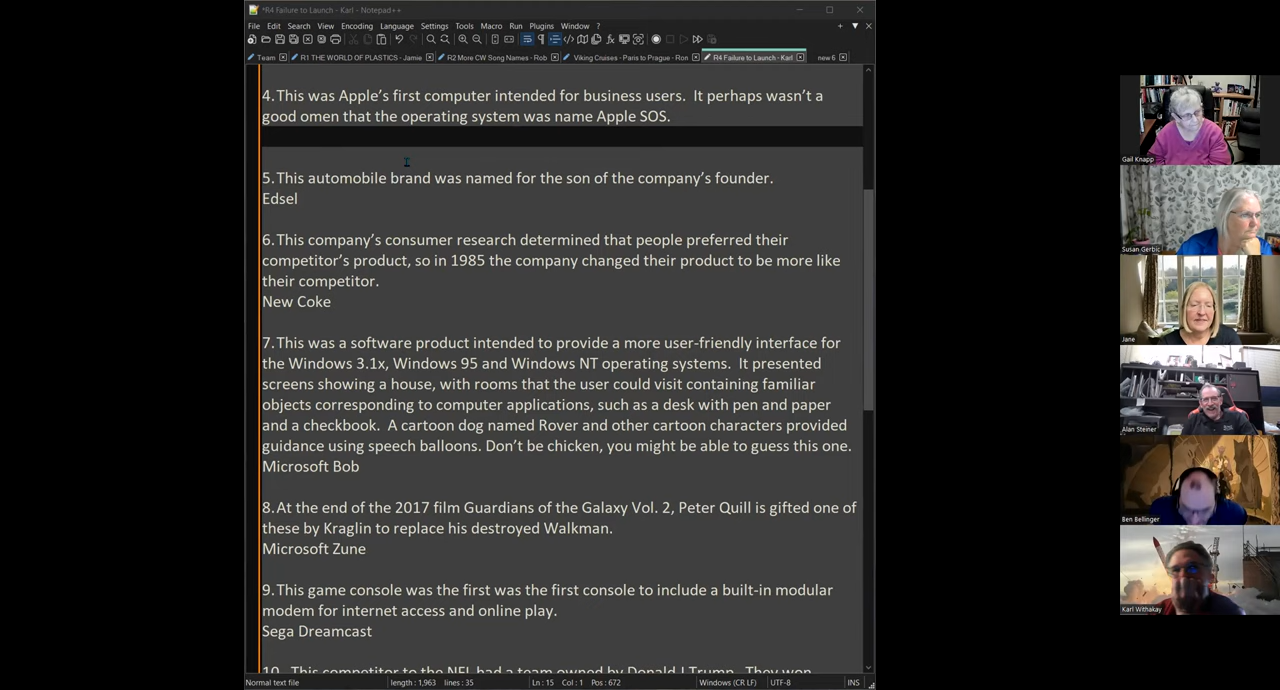 *R4 Failure to Launch - Karl - Notepad++
File Edit Search View Encoding Language Settings Tools Macro Run Plugins Window ?
Team R1 THE WORLD OF PLASTICS - Jamie R2 More CW Song Names - Rob Viking Cruises - Paris to Prague - Ron R4 Failure to Launch - Karl new 6
4. This was Apple’s first computer intended for business users. It perhaps wasn’t a
good omen that the operating system was name Apple SOS.
5. This automobile brand was named for the son of the company’s founder.
Edsel
6. This company’s consumer research determined that people preferred their
competitor’s product, so in 1985 the company changed their product to be more like
their competitor.
New Coke
7. This was a software product intended to provide a more user-friendly interface for
the Windows 3.1x, Windows 95 and Windows NT operating systems. It presented
screens showing a house, with rooms that the user could visit containing familiar
objects corresponding to computer applications, such as a desk with pen and paper
and a checkbook. A cartoon dog named Rover and other cartoon characters provided
guidance using speech balloons. Don’t be chicken, you might be able to guess this one.
Microsoft Bob
8. At the end of the 2017 film Guardians of the Galaxy Vol. 2, Peter Quill is gifted one of
these by Kraglin to replace his destroyed Walkman.
Microsoft Zune
9. This game console was the first was the first console to include a built-in modular
modem for internet access and online play.
Sega Dreamcast
10. This competitor to the NFL had a team owned by Donald J Trump. They won
Normal text file length : 1,963 lines : 35 Ln : 15 Col : 1 Pos : 672 Windows (CR LF) UTF-8 INS
Gail Knapp
Susan Gerbic
Jane
Alan Steiner
Ben Bellinger
Karl Withakay